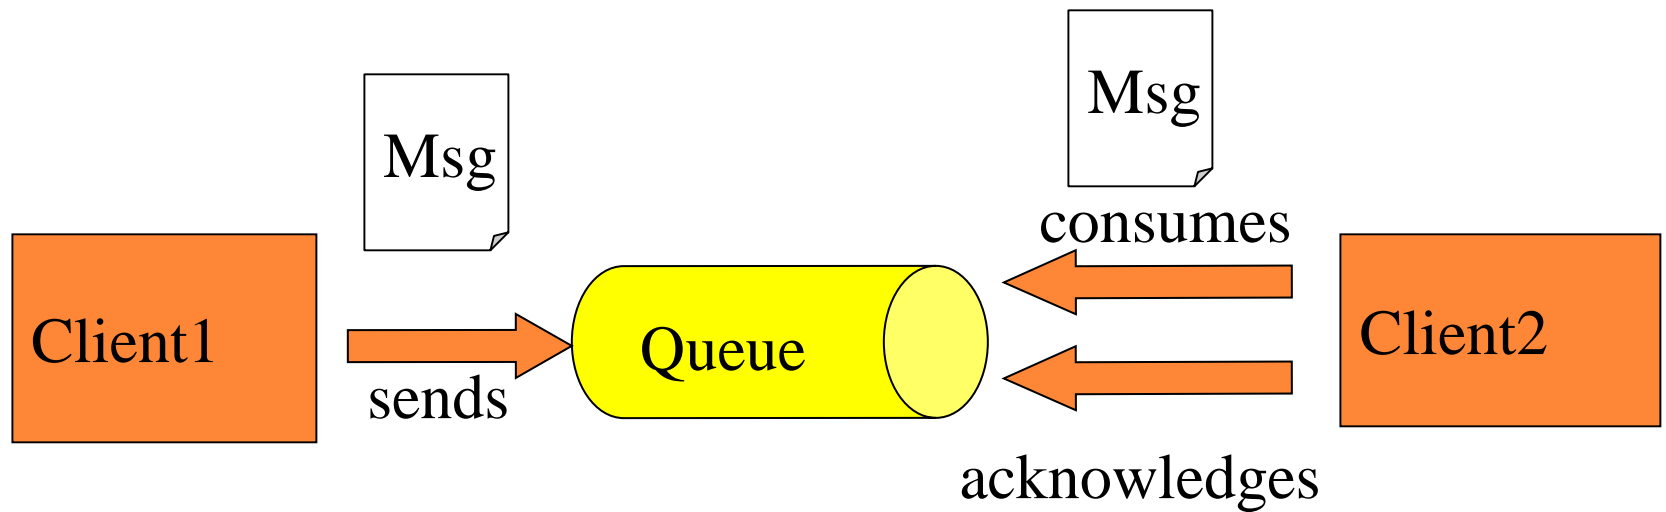 Msg
Msg
consumes
Client1
Queue
Client2
sends
acknowledges